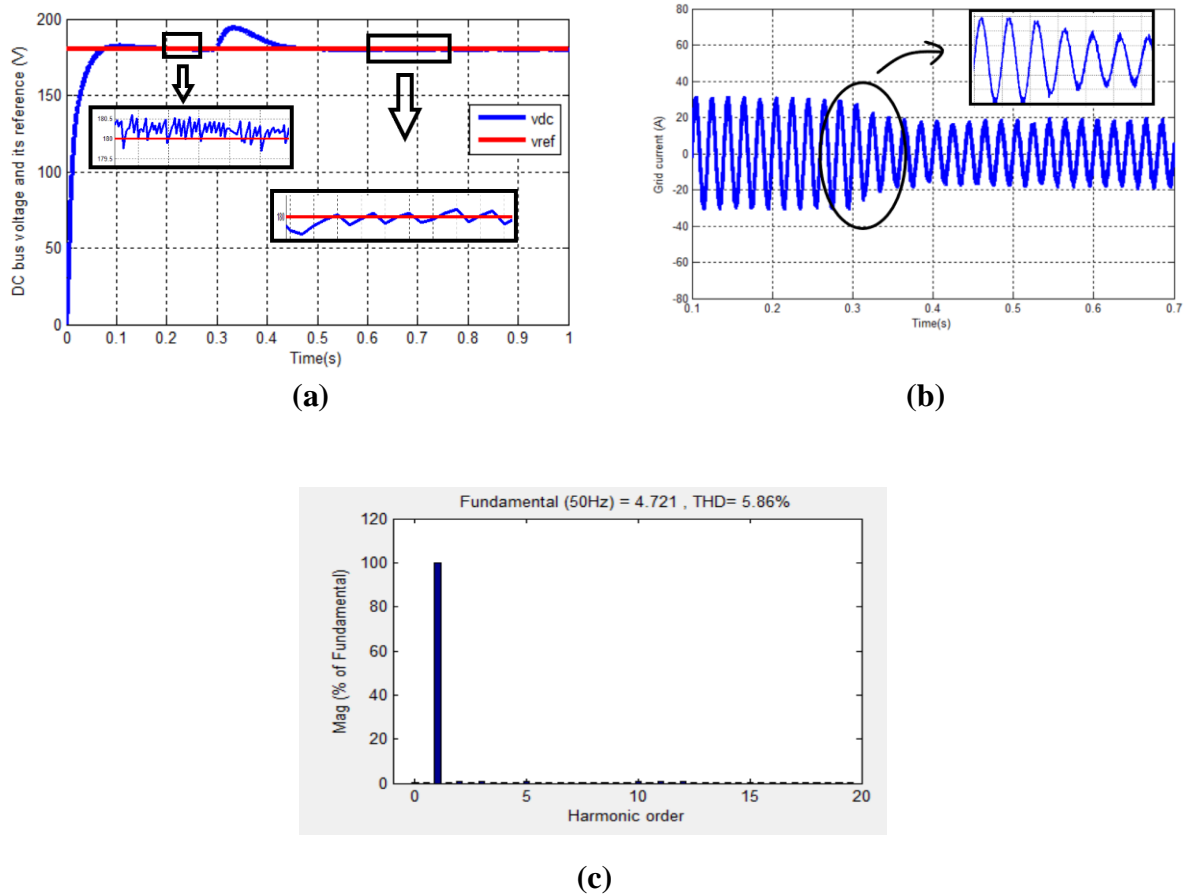 200
150
100
50
0
DC bus voltage and its reference (V)
180.5
180
179.5
180
vdc
vref
0 0.1 0.2 0.3 0.4 0.5 0.6 0.7 0.8 0.9 1
Time(s)
(a)
80
60
40
20
0
-20
-40
-60
-80
Grid current (A)
0.1 0.2 0.3 0.4 0.5 0.6 0.7
Time(s)
(b)
Fundamental (50Hz) = 4.721 , THD= 5.86%
120
100
80
60
40
20
0
Mag (% of Fundamental)
0 5 10 15 20
Harmonic order
(c)